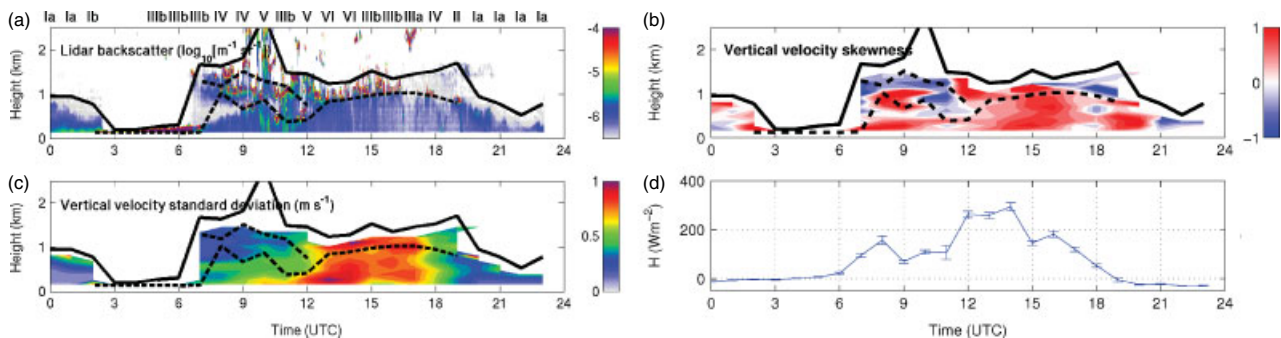 Ia Ia Ib IIIb IIIb IIIb IV IV V IIIb V VI VI IIIb IIIb IIIa IV II Ia Ia Ia Ia
(a)
Lidar backscatter (log10[m-1 sr-1])
Height (km)
2
1
0
0 3 6 9 12 15 18 21 24
-4
-5
-6
(b)
Vertical velocity skewness
Height (km)
2
1
0
0 3 6 9 12 15 18 21 24
1
0
−1
(c)
Vertical velocity standard deviation (m s-1)
Height (km)
2
1
0
0 3 6 9 12 15 18 21 24
Time (UTC)
1
0.5
0
(d)
H (Wm−2)
400
200
0
0 3 6 9 12 15 18 21 24
Time (UTC)